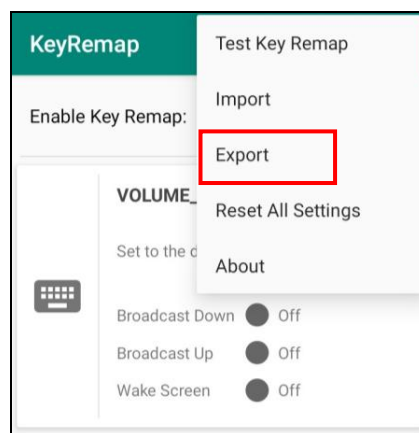 KeyRemap
Test Key Remap
Import
Enable Key Remap:
Export
VOLUME_
Reset All Settings
Set to the d
About
Broadcast Down Off
Broadcast Up Off
Wake Screen Off